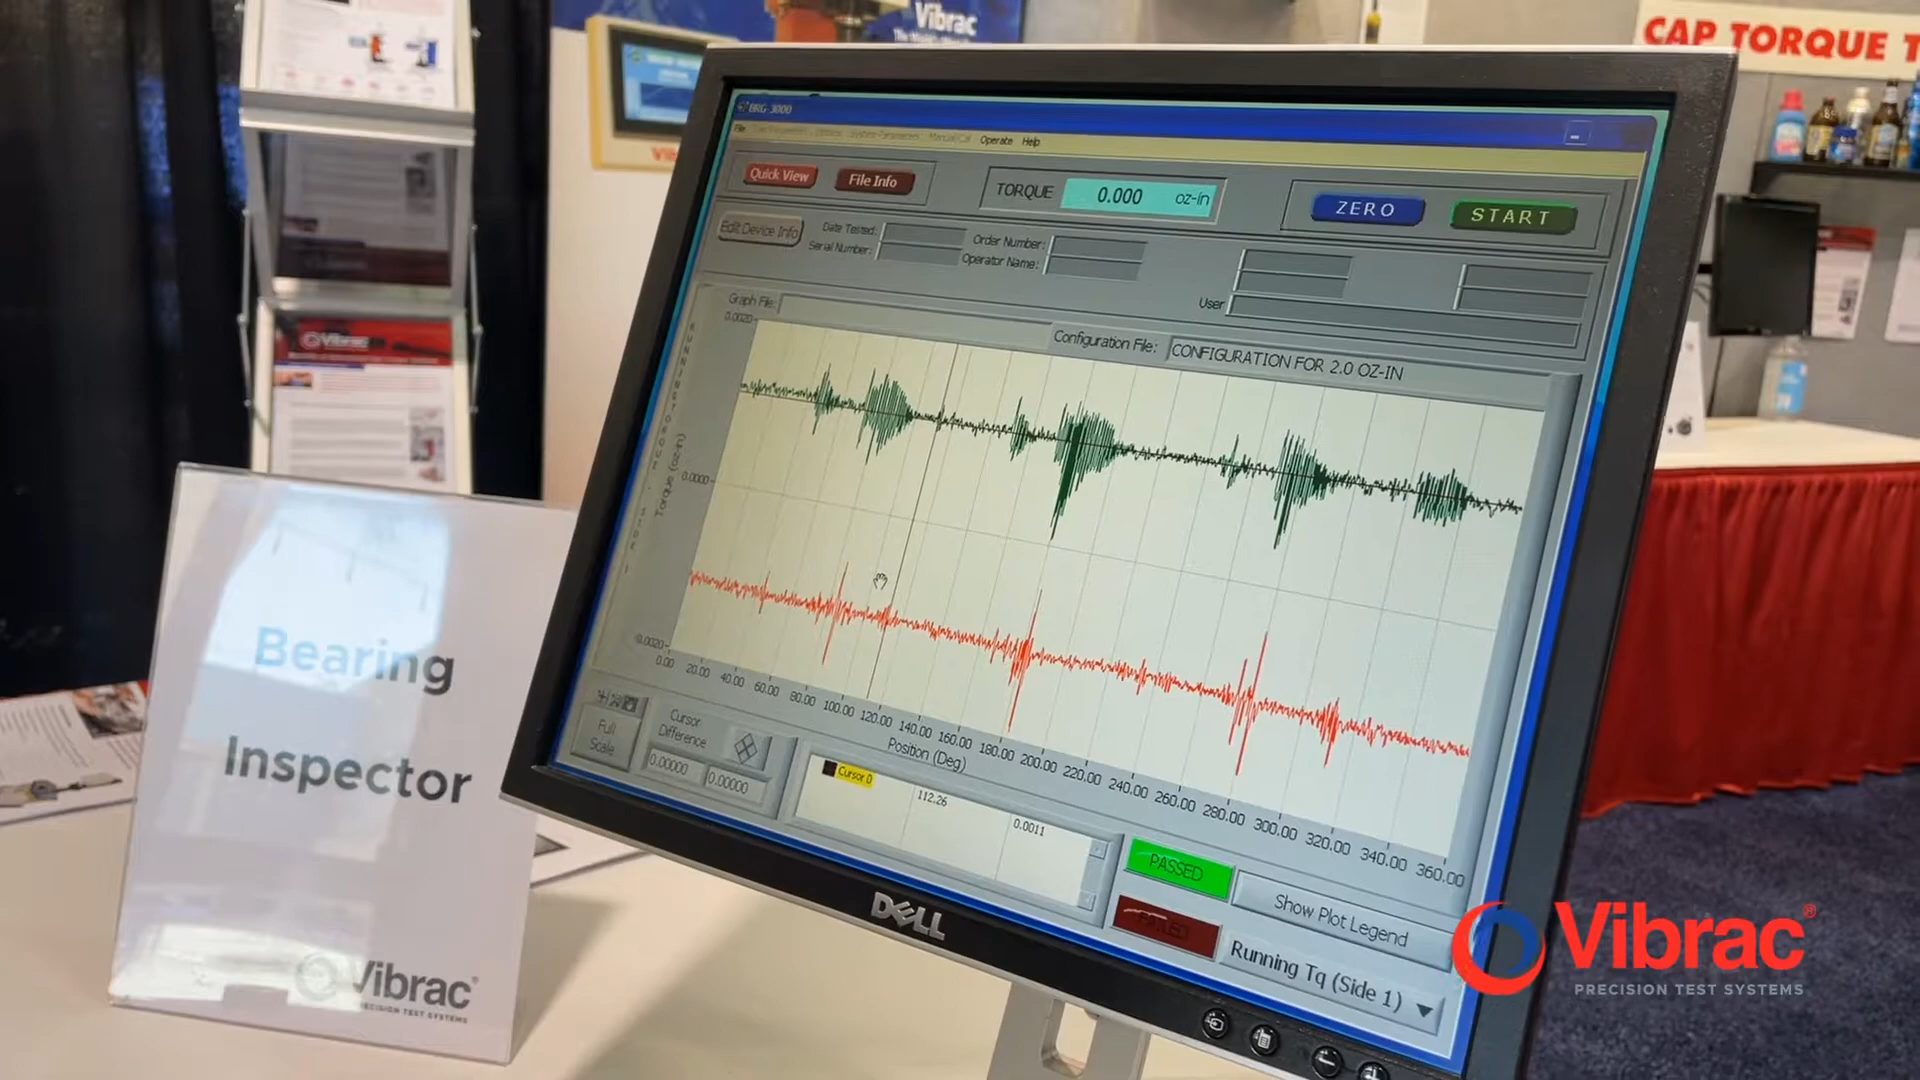 Vibrac
CAP TORQUE T
BRG-3000
File
Operate Help
Quick View
File Info
TORQUE 0.000 oz-in
ZERO
START
Edit Device Info
Date Tested:
Serial Number:
Order Number:
Operator Name:
User
Graph File:
Configuration File: CONFIGURATION FOR 2.0 OZ-IN
0.0020
0.0000
-0.0020
Torque (oz-in)
0.00 20.00 40.00 60.00 80.00 100.00 120.00 140.00 160.00 180.00 200.00 220.00 240.00 260.00 280.00 300.00 320.00 340.00 360.00
Position (Deg)
Full
Scale
Cursor
Difference
0.00000 0.00000
Cursor 0 112.26 0.0011
PASSED
FAILED
Show Plot Legend
Running Tq (Side 1)
DELL
Vibrac
Bearing
Inspector
Vibrac
PRECISION TEST SYSTEMS
Vibrac®
PRECISION TEST SYSTEMS